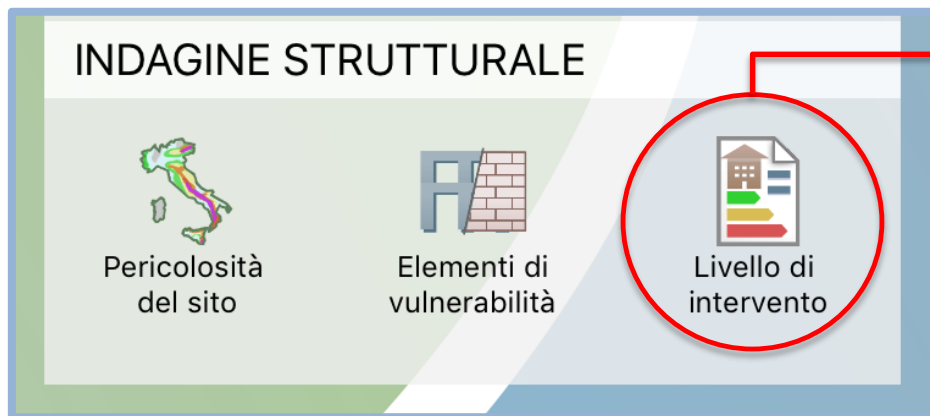 INDAGINE STRUTTURALE
Pericolosità
del sito
Elementi di
vulnerabilità
Livello di
intervento